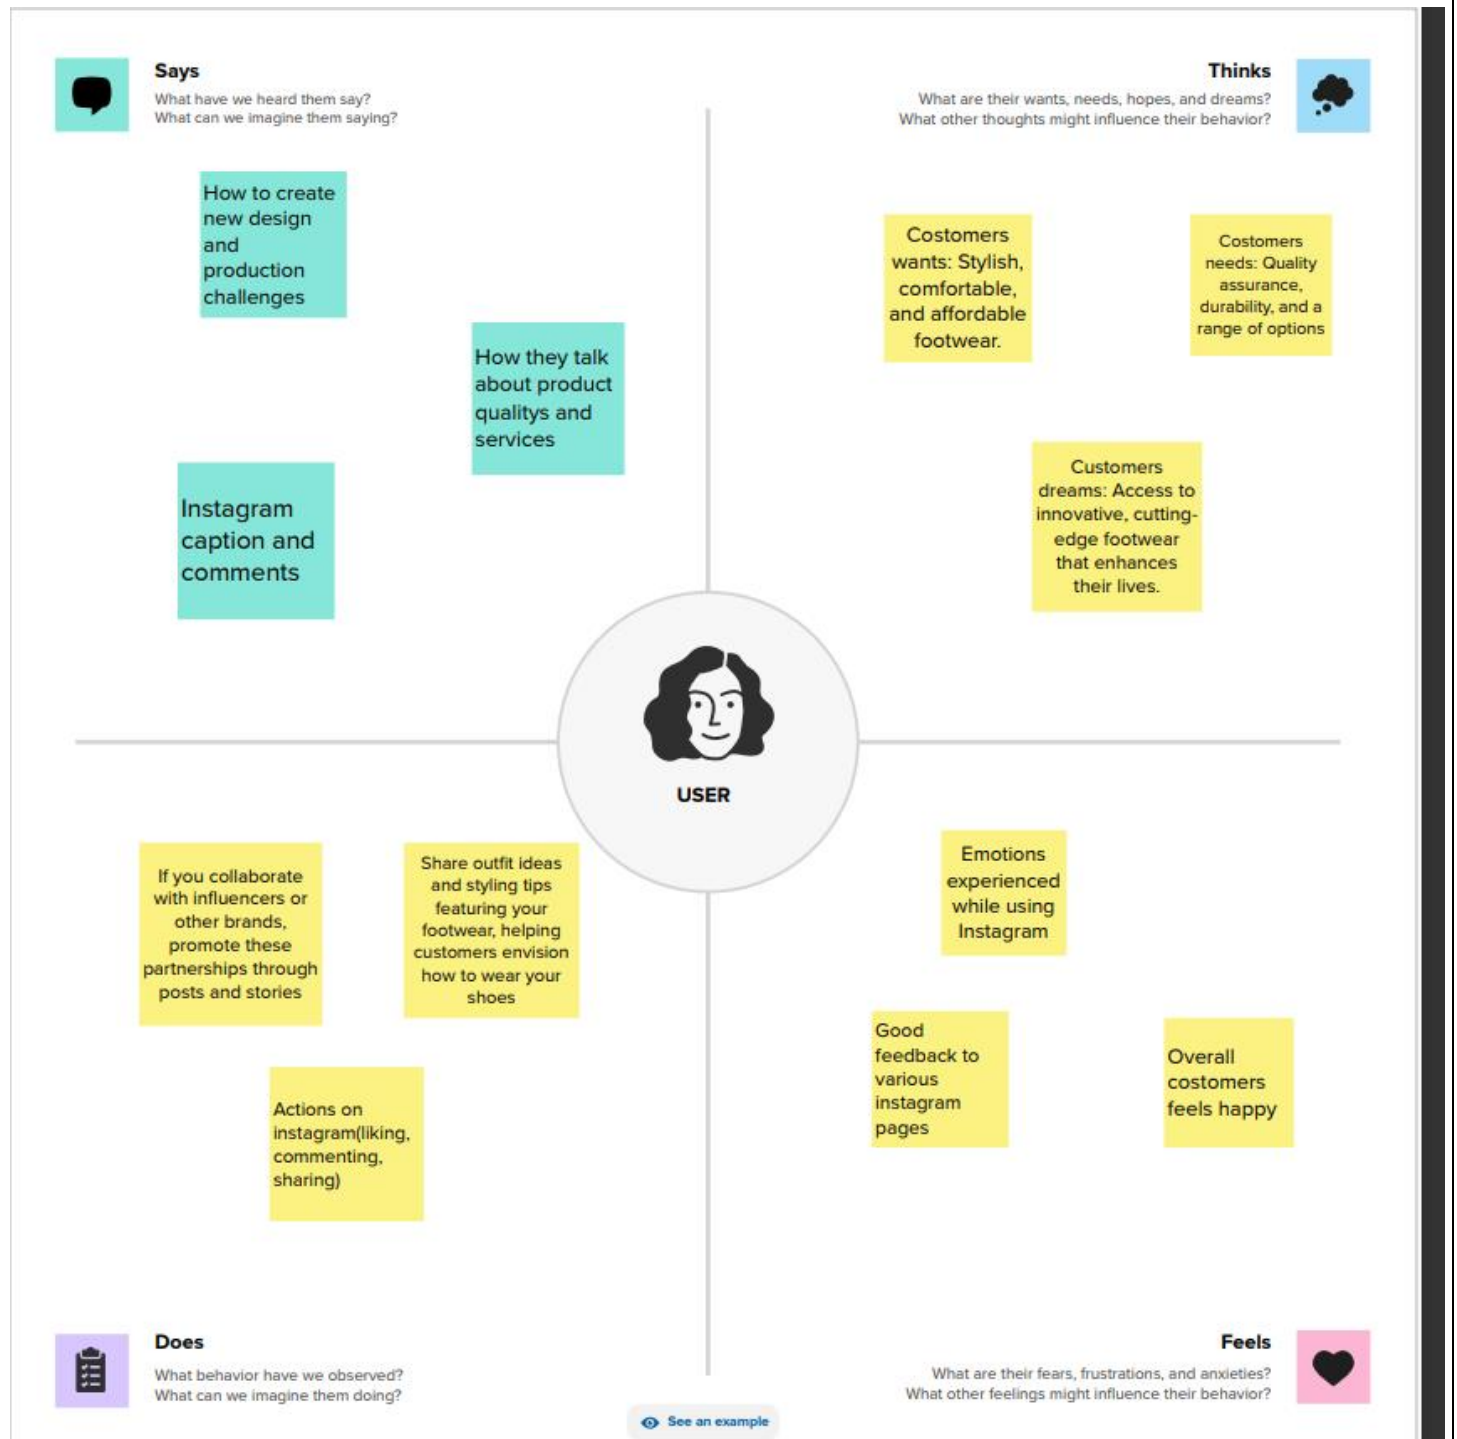 Says
What have we heard them say?
What can we imagine them saying?
How to create
new design
and
production
challenges
How they talk
about product
qualitys and
services
Instagram
caption and
comments
Thinks
What are their wants, needs, hopes, and dreams?
What other thoughts might influence their behavior?
Costomers
wants: Stylish,
comfortable,
and affordable
footwear.
Costomers
needs: Quality
assurance,
durability, and a
range of options
Customers
dreams: Access to
innovative, cutting-
edge footwear
that enhances
their lives.
USER
If you collaborate
with influencers or
other brands,
promote these
partnerships through
posts and stories
Share outfit ideas
and styling tips
featuring your
footwear, helping
customers envision
how to wear your
shoes
Actions on
instagram(liking,
commenting,
sharing)
Does
What behavior have we observed?
What can we imagine them doing?
Emotions
experienced
while using
Instagram
Good
feedback to
various
instagram
pages
Overall
costomers
feels happy
Feels
What are their fears, frustrations, and anxieties?
What other feelings might influence their behavior?
See an example